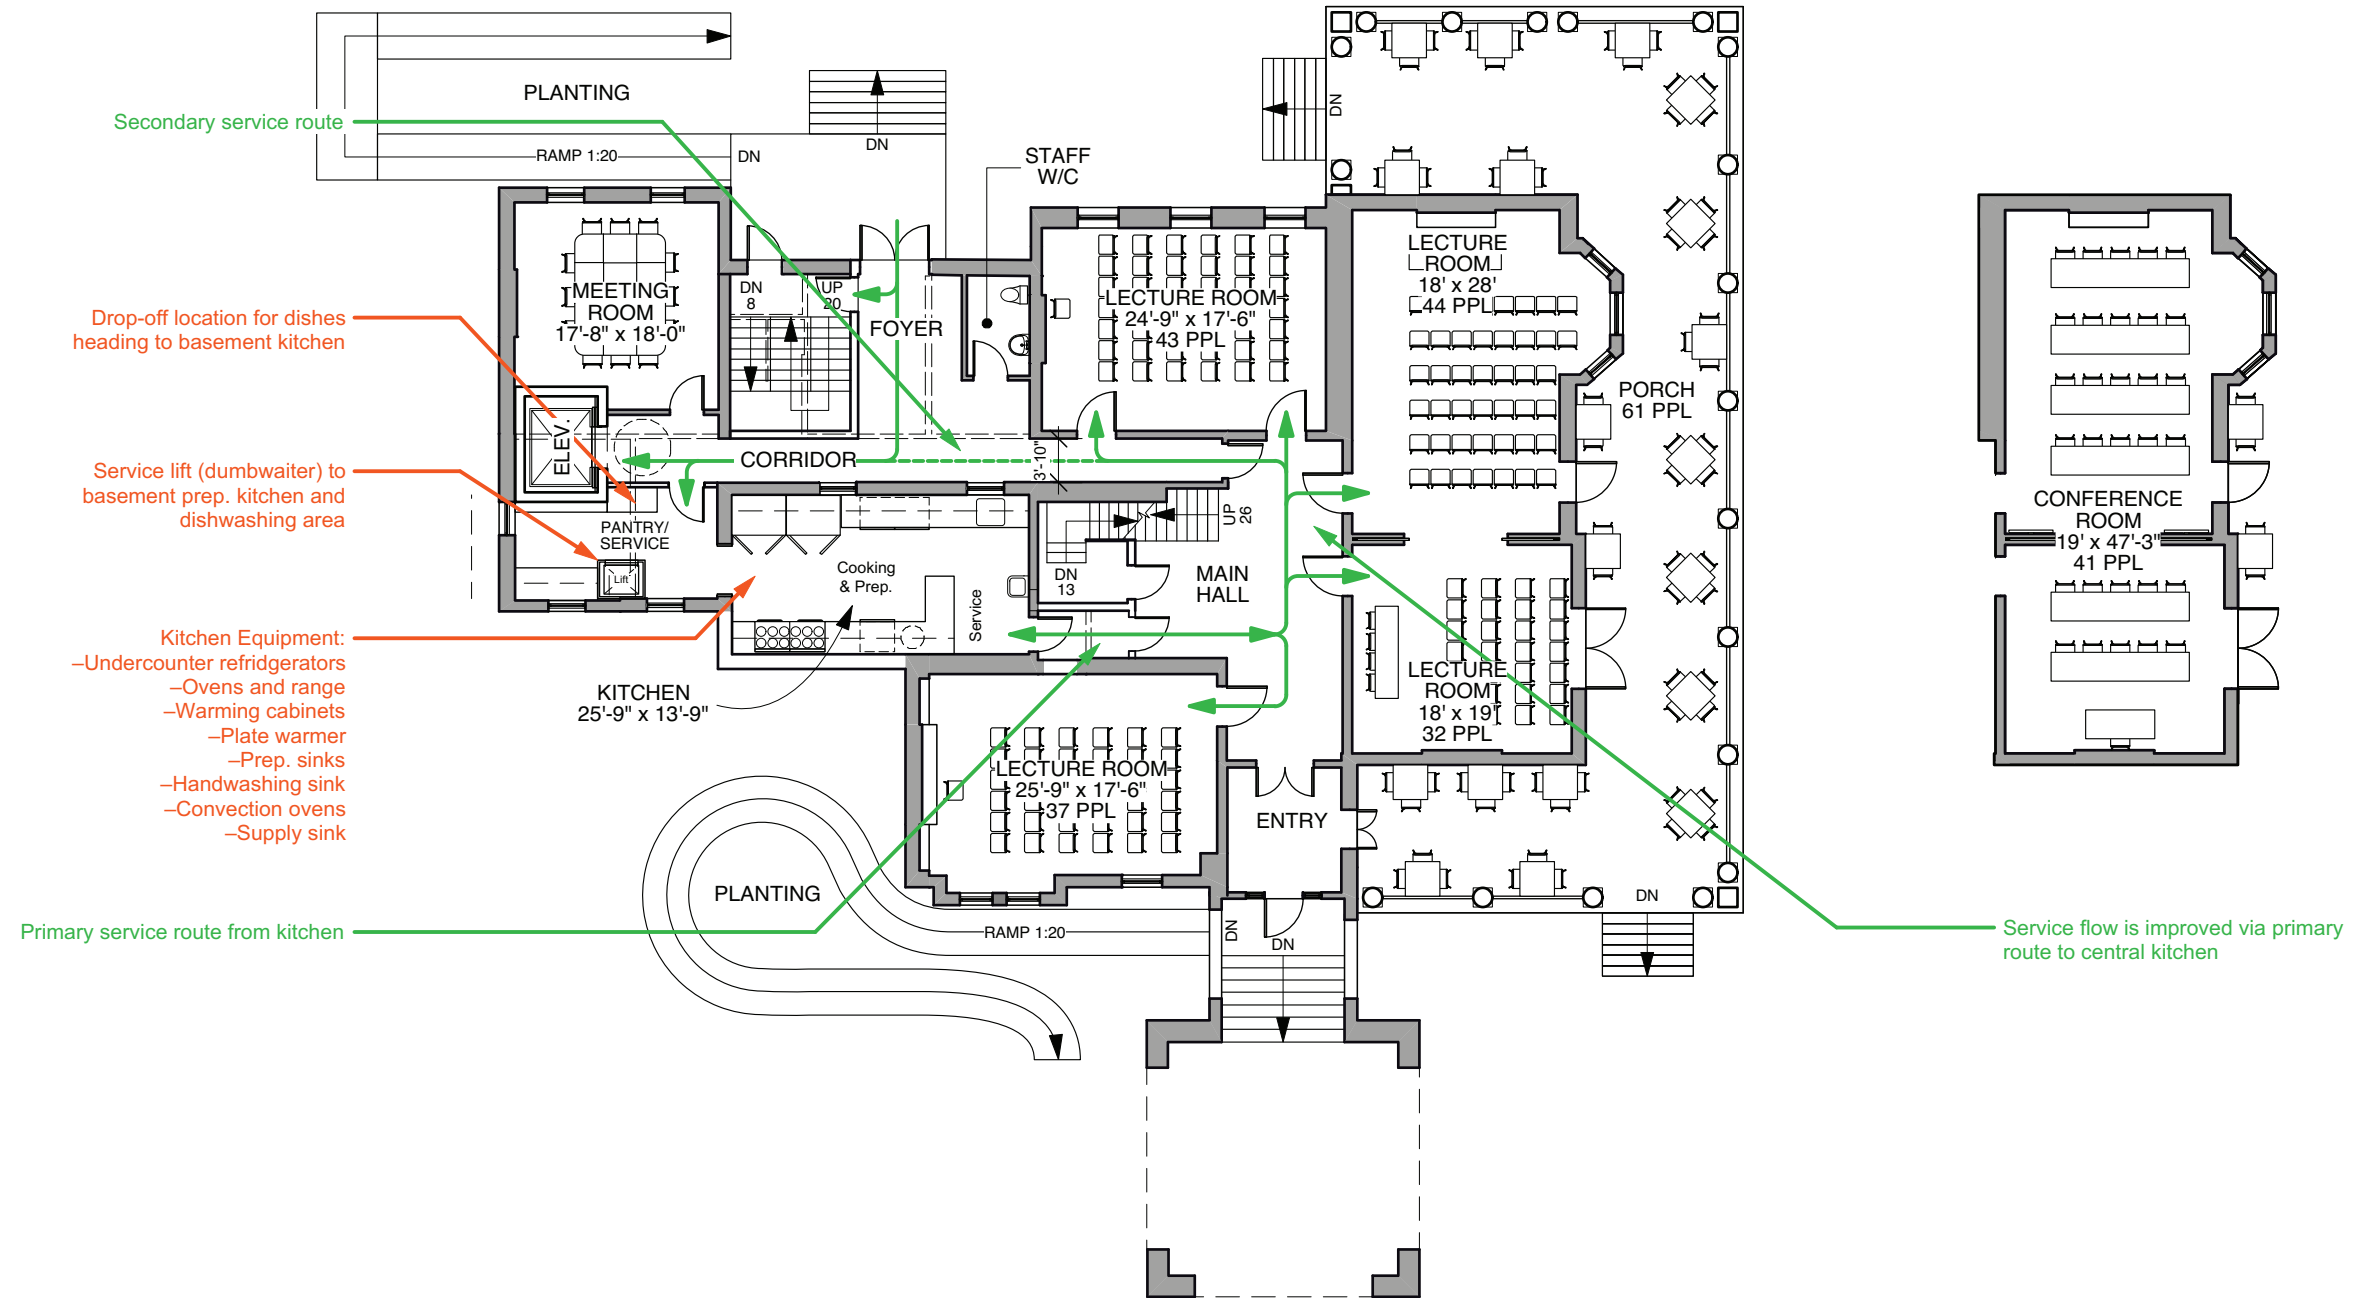 PLANTING
Secondary service route
RAMP 1:20
DN
DN
STAFF
W/C
DN
Drop-off location for dishes
heading to basement kitchen
MEETING
ROOM
17'-8" x 18'-0"
DN
8
UP
20
FOYER
LECTURE ROOM
24'-9" x 17'-6"
43 PPL
LECTURE
ROOM
18' x 28'
44 PPL
PORCH
61 PPL
ELEV.
CORRIDOR
3'-10"
Service lift (dumbwaiter) to
basement prep. kitchen and
dishwashing area
PANTRY/
SERVICE
Lift
Cooking
& Prep.
Service
UP
26
DN
13
MAIN
HALL
CONFERENCE
ROOM
19' x 47'-3"
41 PPL
Kitchen Equipment:
–Undercounter refridgerators
–Ovens and range
–Warming cabinets
–Plate warmer
–Prep. sinks
–Handwashing sink
–Convection ovens
–Supply sink
KITCHEN
25'-9" x 13'-9"
LECTURE
ROOM
18' x 19'
32 PPL
LECTURE ROOM
25'-9" x 17'-6"
37 PPL
ENTRY
PLANTING
Primary service route from kitchen
RAMP 1:20
DN
DN
DN
Service flow is improved via primary
route to central kitchen